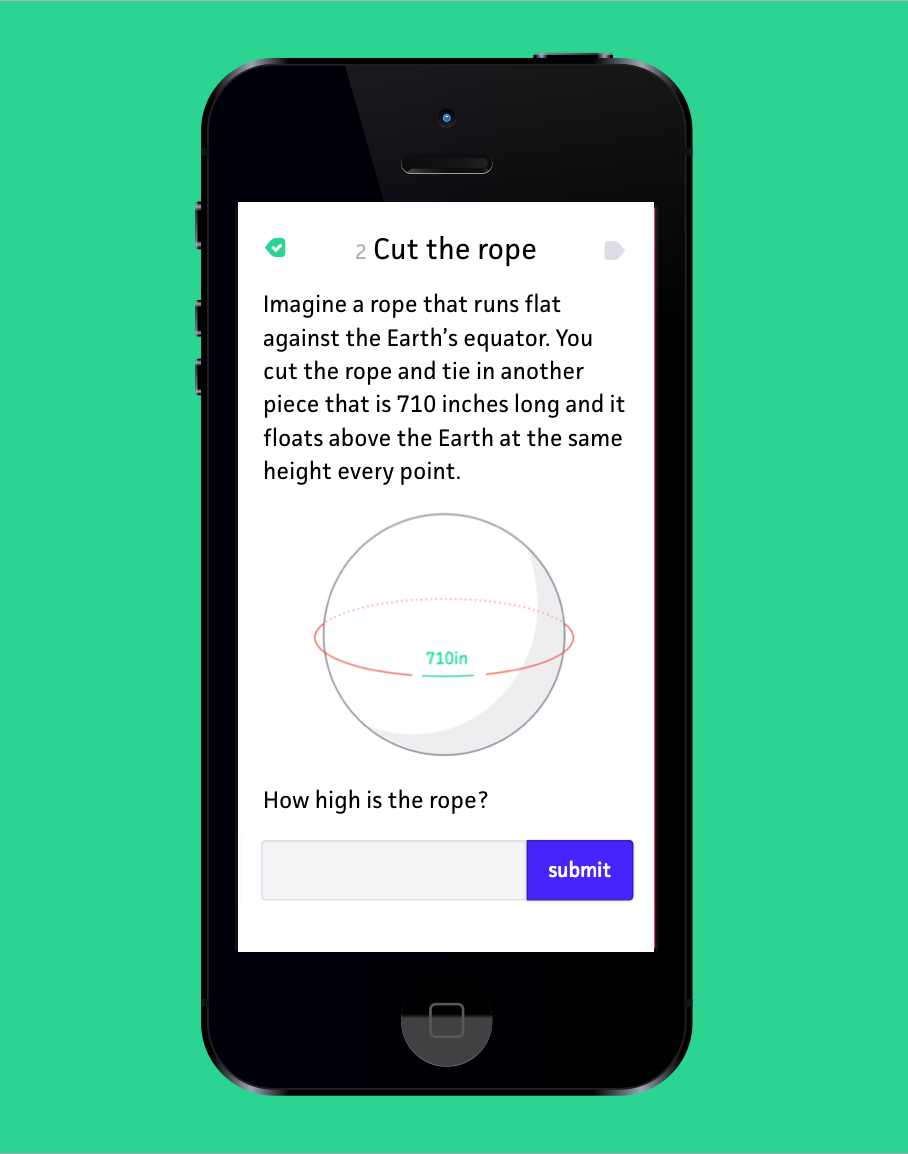 2 Cut the rope
Imagine a rope that runs flat
against the Earth’s equator. You
cut the rope and tie in another
piece that is 710 inches long and it
floats above the Earth at the same
height every point.
710in
How high is the rope?
submit